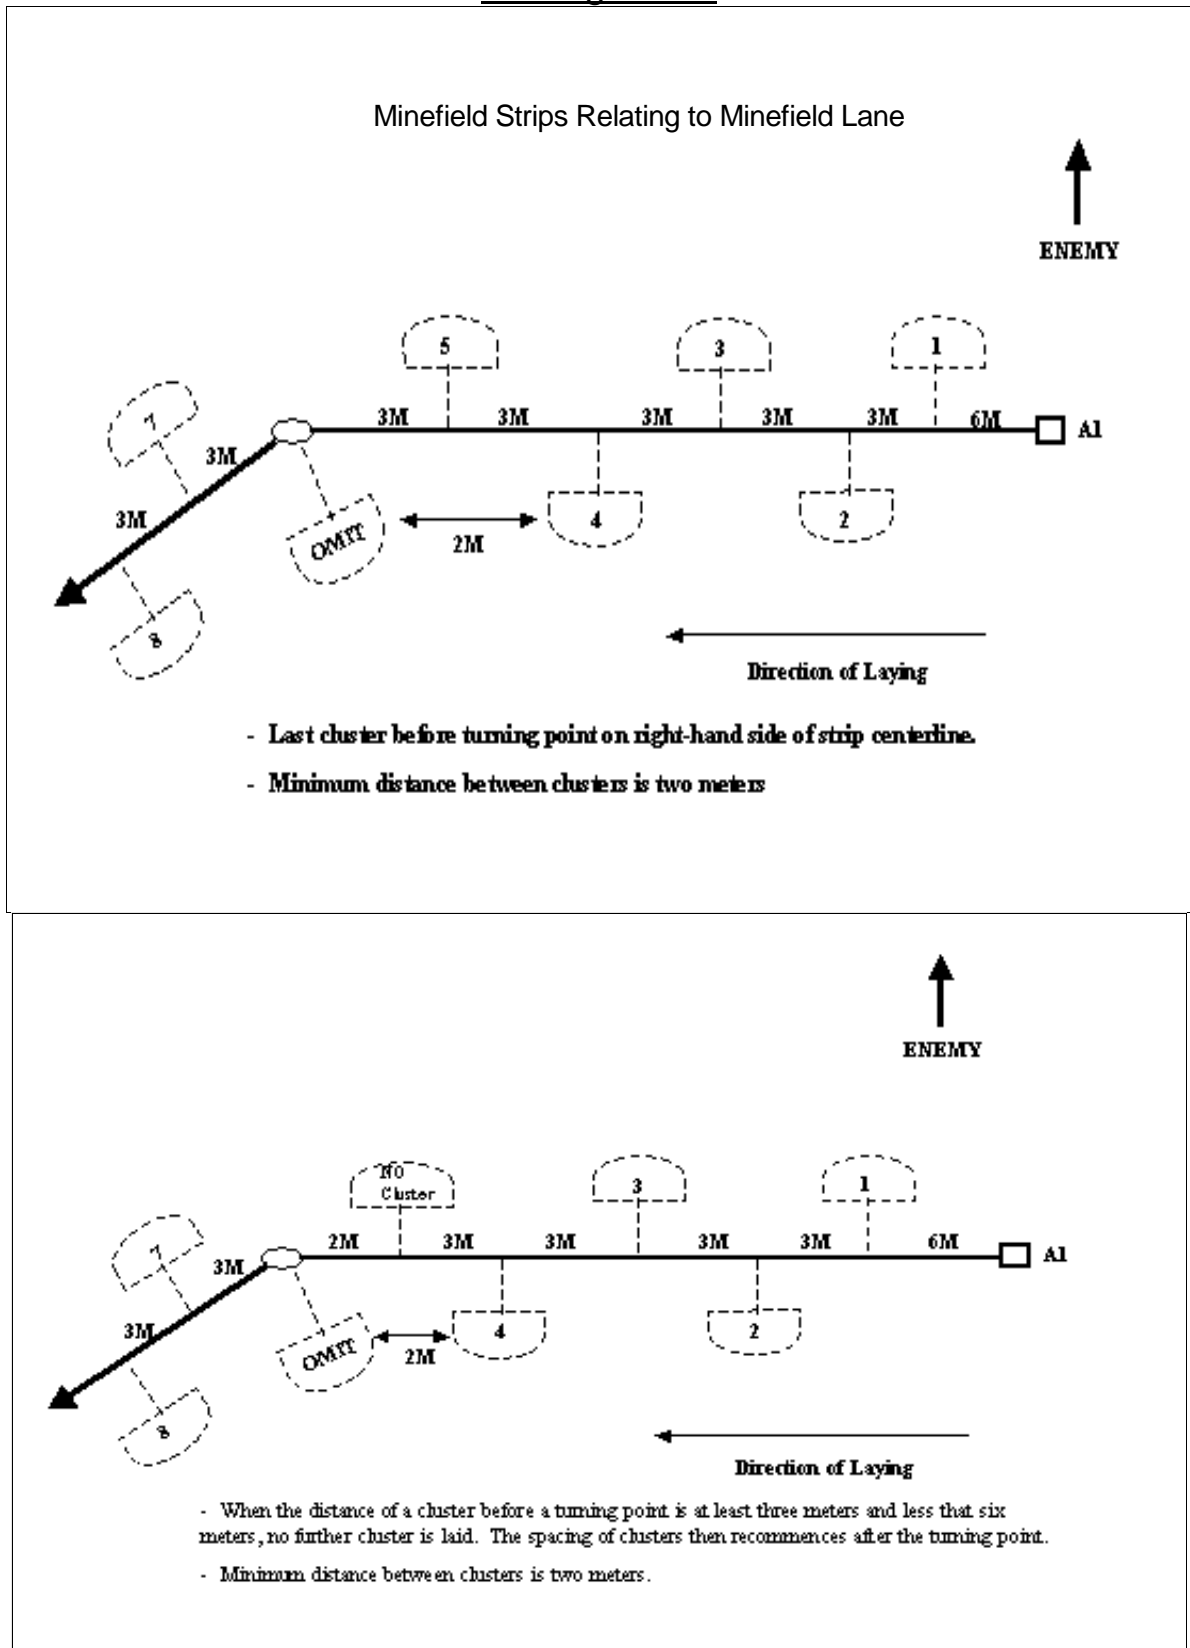 Minefield Strips Relating to Minefield Lane
ENEMY
5
3
1
7
3M
3M
3M
3M
3M
6M
A1
3M
3M
OMIT
4
2
2M
8
Direction of Laying
- Last cluster before turning point on right-hand side of strip centerline.
- Minimum distance between clusters is two meters
ENEMY
NO
Cluster
3
1
7
2M
3M
3M
3M
3M
6M
A1
3M
3M
OMIT
4
2
2M
8
Direction of Laying
- When the distance of a cluster before a turning point is at least three meters and less that six
meters, no further cluster is laid. The spacing of clusters then recommences after the turning point.
- Minimum distance between clusters is two meters.